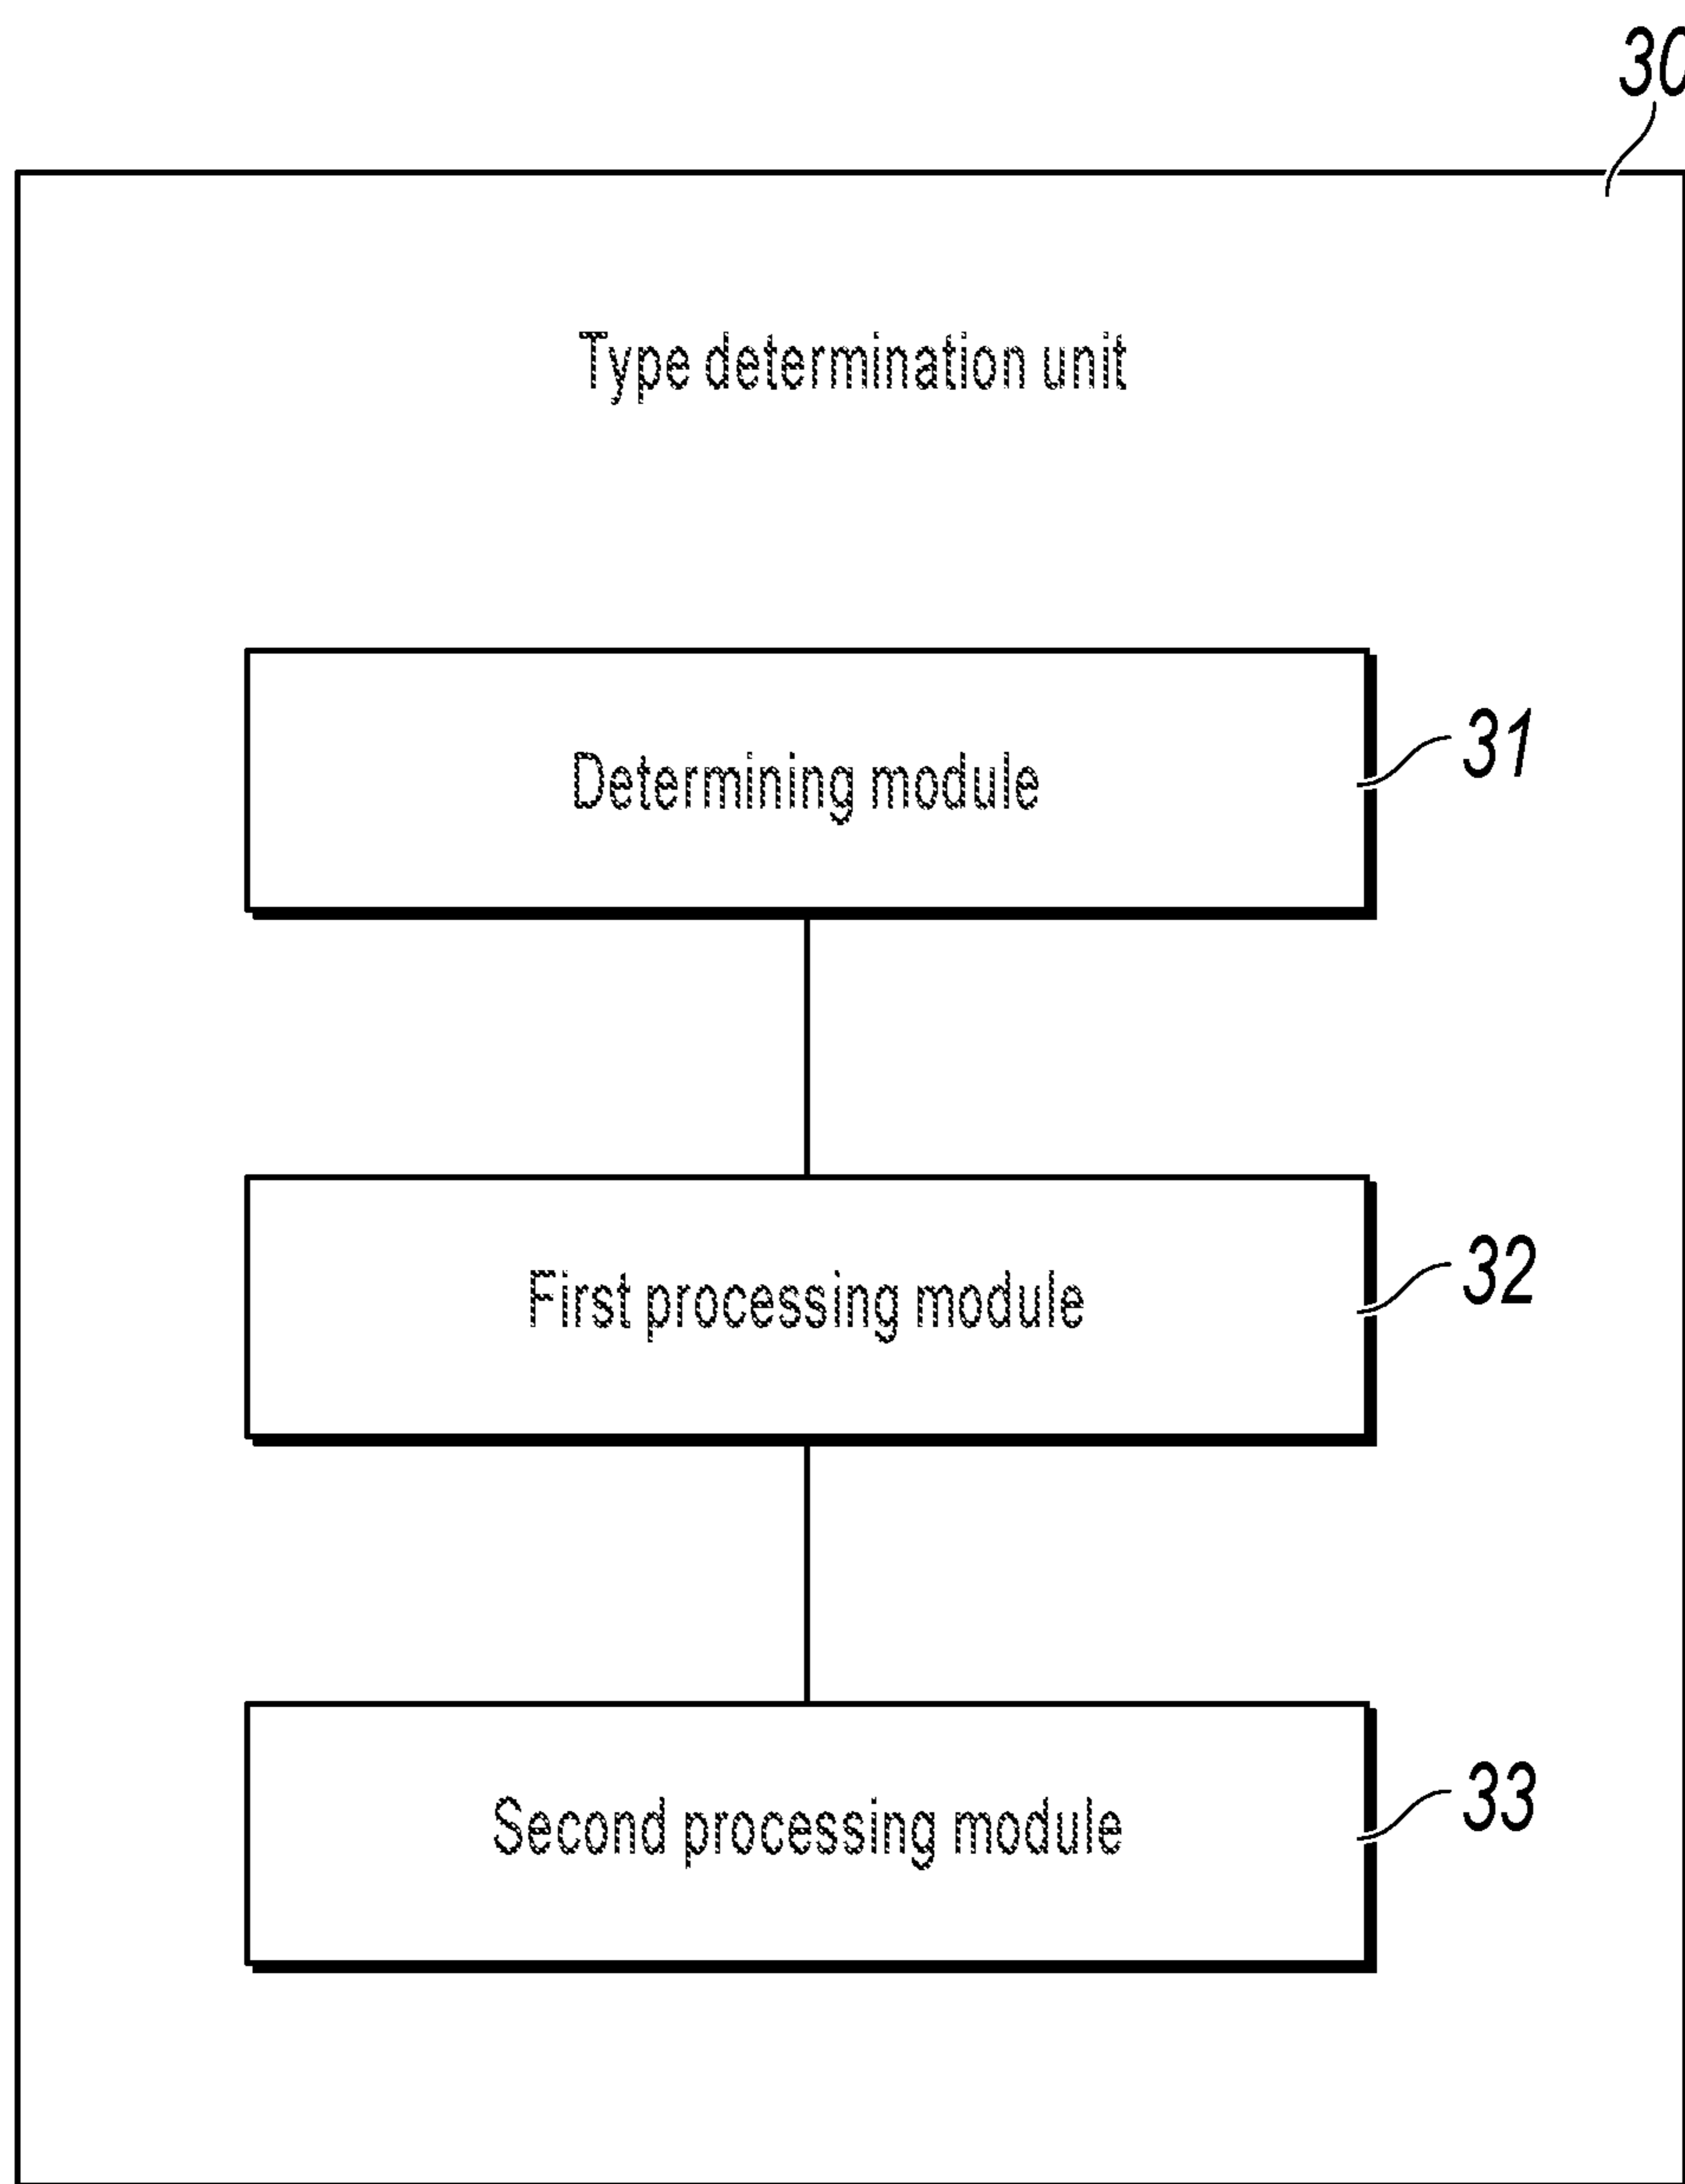 30
Type determination unit
Determining module
31
First processing module
32
Second processing module
33